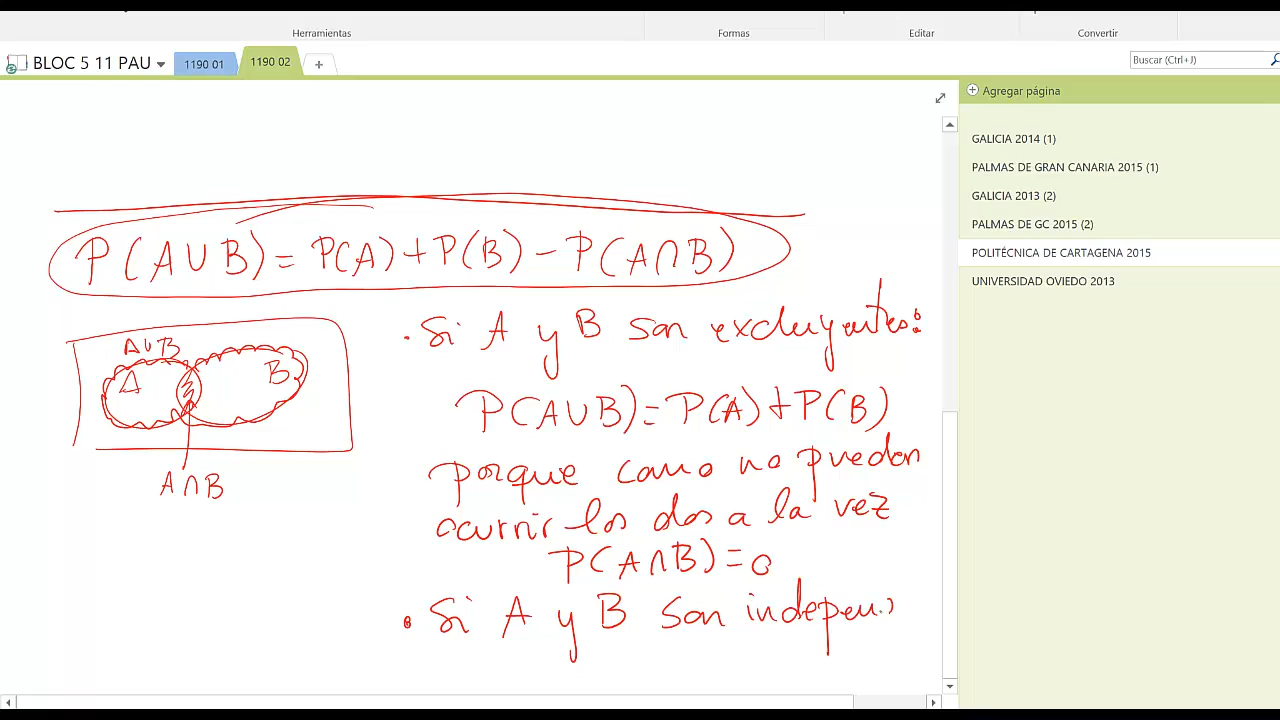 Herramientas
Formas
Editar
Convertir
BLOC 5 11 PAU
1190 01
1190 02
Buscar (Ctrl+J)
Agregar página
GALICIA 2014 (1)
PALMAS DE GRAN CANARIA 2015 (1)
GALICIA 2013 (2)
PALMAS DE GC 2015 (2)
POLITÉCNICA DE CARTAGENA 2015
UNIVERSIDAD OVIEDO 2013
P(A∪B) = P(A) + P(B) - P(A∩B)
A∪B
A
B
A∩B
· Si A y B son excluyentes:
P(A∪B) = P(A) + P(B)
porque como no pueden
ocurrir los dos a la vez
P(A∩B) = 0
· Si A y B son indepen